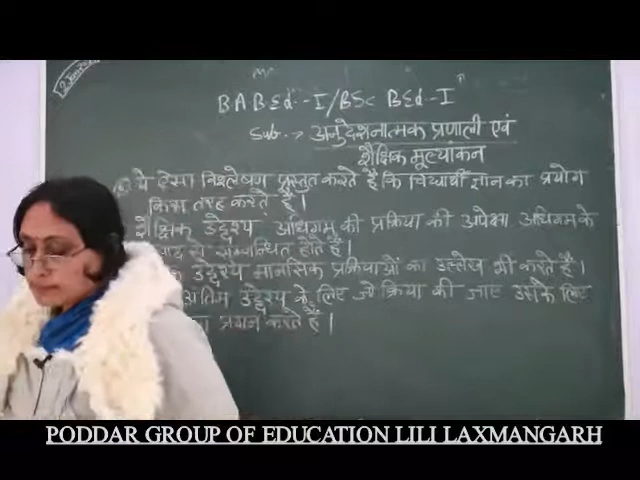 BA BEd - I / BSc BEd - I
Sub. → अनुदेशनात्मक प्रणाली एवं
शैक्षिक मूल्यांकन
ये ऐसा विश्लेषण प्रस्तुत करते हैं कि विद्यार्थी ज्ञान का प्रयोग
किस तरह करते हैं।
शैक्षिक उद्देश्य अधिगम की प्रक्रिया की अपेक्षा अधिगम के
से सम्बन्धित होते हैं।
उद्देश्य मानसिक प्रक्रियाओं का उल्लेख भी करते हैं।
अंतिम उद्देश्य के लिए जो क्रिया की जाए उसके लिए
करते हैं।
PODDAR GROUP OF EDUCATION LILI LAXMANGARH